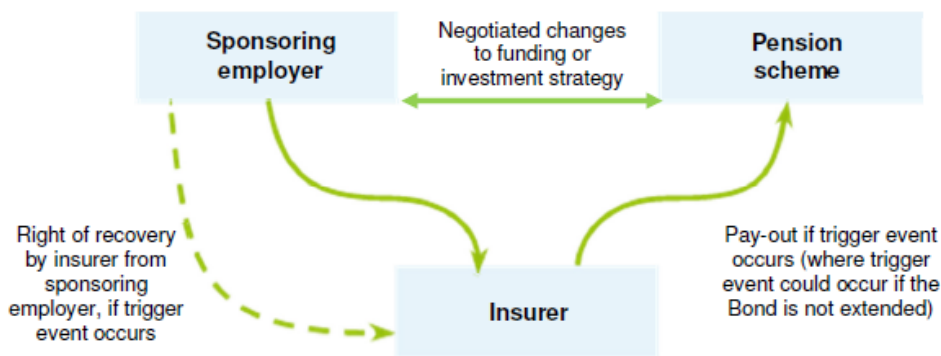 Sponsoring
employer
Negotiated changes
to funding or
investment strategy
Pension
scheme
Right of recovery
by insurer from
sponsoring
employer, if trigger
event occurs
Insurer
Pay-out if trigger event
occurs (where trigger
event could occur if the
Bond is not extended)